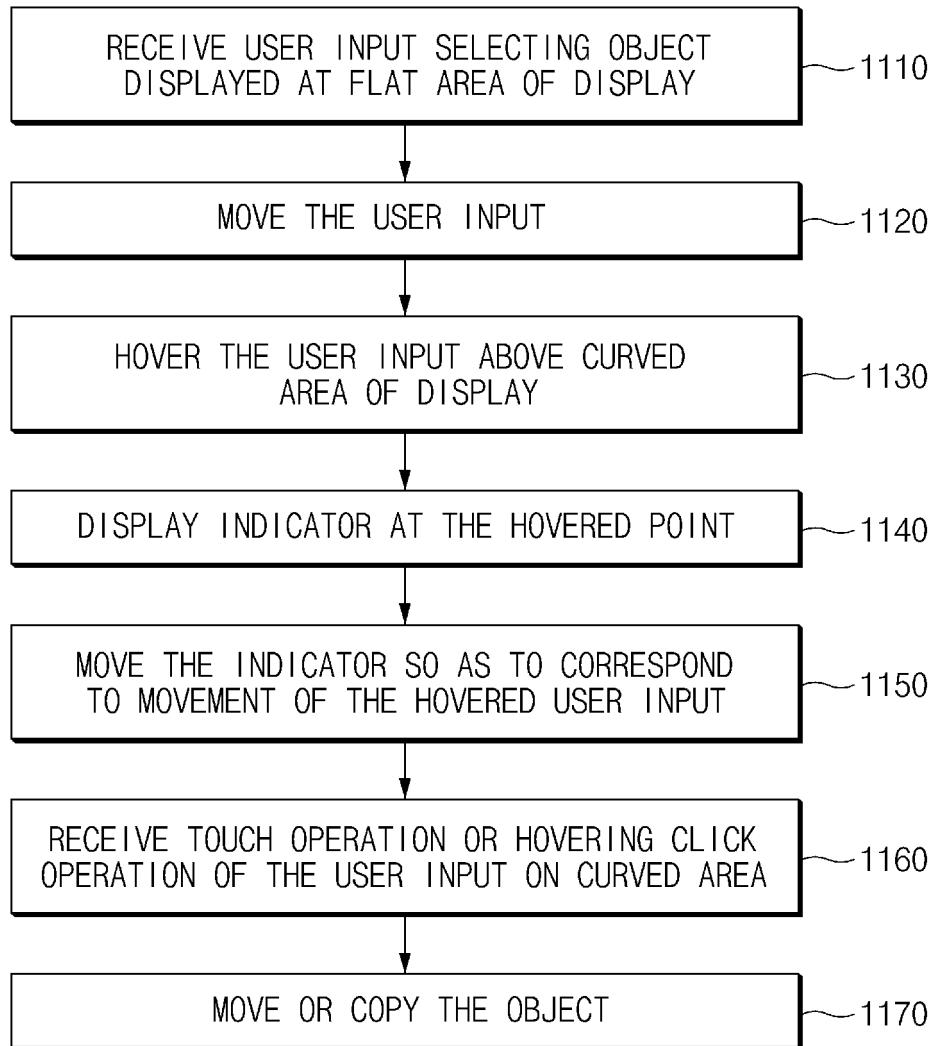 RECEIVE USER INPUT SELECTING OBJECT
DISPLAYED AT FLAT AREA OF DISPLAY
1110
MOVE THE USER INPUT
1120
HOVER THE USER INPUT ABOVE CURVED
AREA OF DISPLAY
1130
DISPLAY INDICATOR AT THE HOVERED POINT
1140
MOVE THE INDICATOR SO AS TO CORRESPOND
TO MOVEMENT OF THE HOVERED USER INPUT
1150
RECEIVE TOUCH OPERATION OR HOVERING CLICK
OPERATION OF THE USER INPUT ON CURVED AREA
1160
MOVE OR COPY THE OBJECT
1170